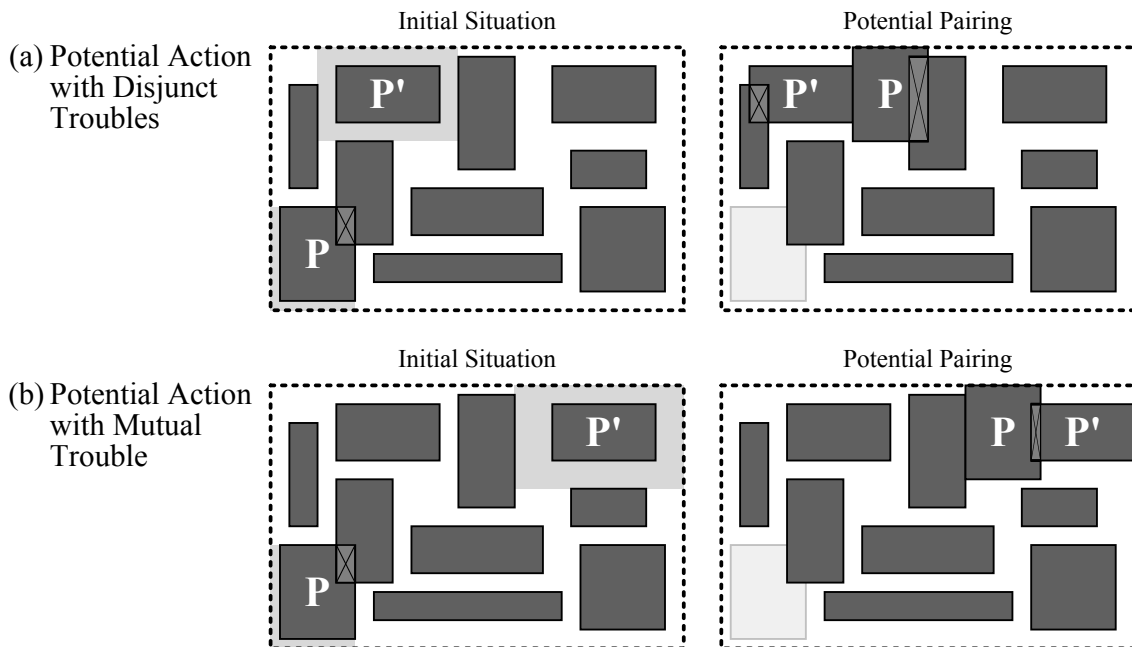 Initial Situation
Potential Pairing
(a) Potential Action
with Disjunct
Troubles
P'
P
P'
P
Initial Situation
Potential Pairing
(b) Potential Action
with Mutual
Trouble
P'
P
P
P'